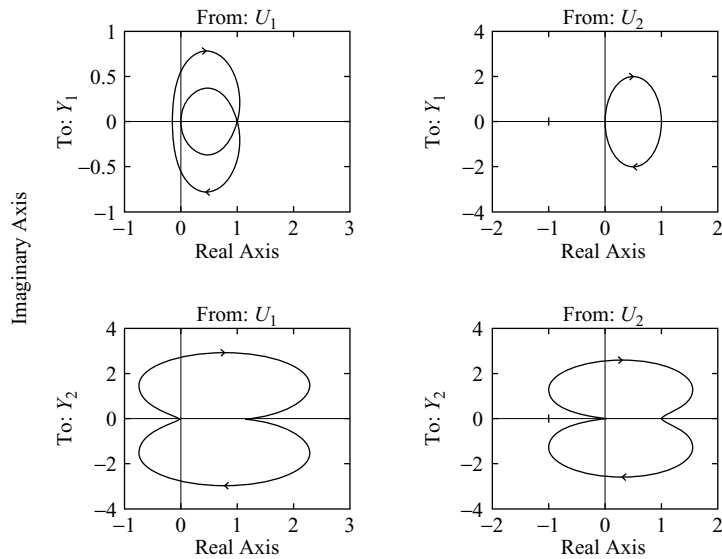 From: U1
From: U2
1
0.5
0
−0.5
−1
To: Y1
−1 0 1 2 3
Real Axis
4
2
0
−2
−4
To: Y1
−2 −1 0 1 2
Real Axis
Imaginary Axis
From: U1
From: U2
4
2
0
−2
−4
To: Y2
−1 0 1 2 3
Real Axis
4
2
0
−2
−4
To: Y2
−2 −1 0 1 2
Real Axis